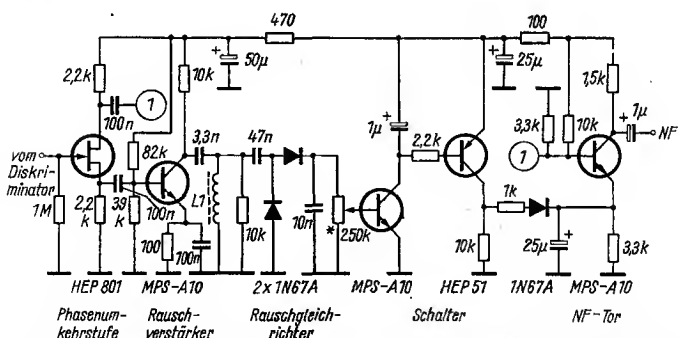 470
100
2,2k
100n
1
10k
+
50µ
+
25µ
1,5k
3,3n
47n
1µ
+
2,2k
3,3k
10k
+
1µ
NF
1
vom
Diskri-
minator
82k
1M
2,2
k
39
k
100n
L1
100
100n
10k
10n
*
250k
1k
10k
25µ
+
3,3k
HEP 801
MPS-A10
2 x 1N67A
MPS-A10
HEP 51
1N67A
MPS-A10
Phasenum-
kehrstufe
Rausch-
verstärker
Rauschgleich-
richter
Schalter
NF-Tor